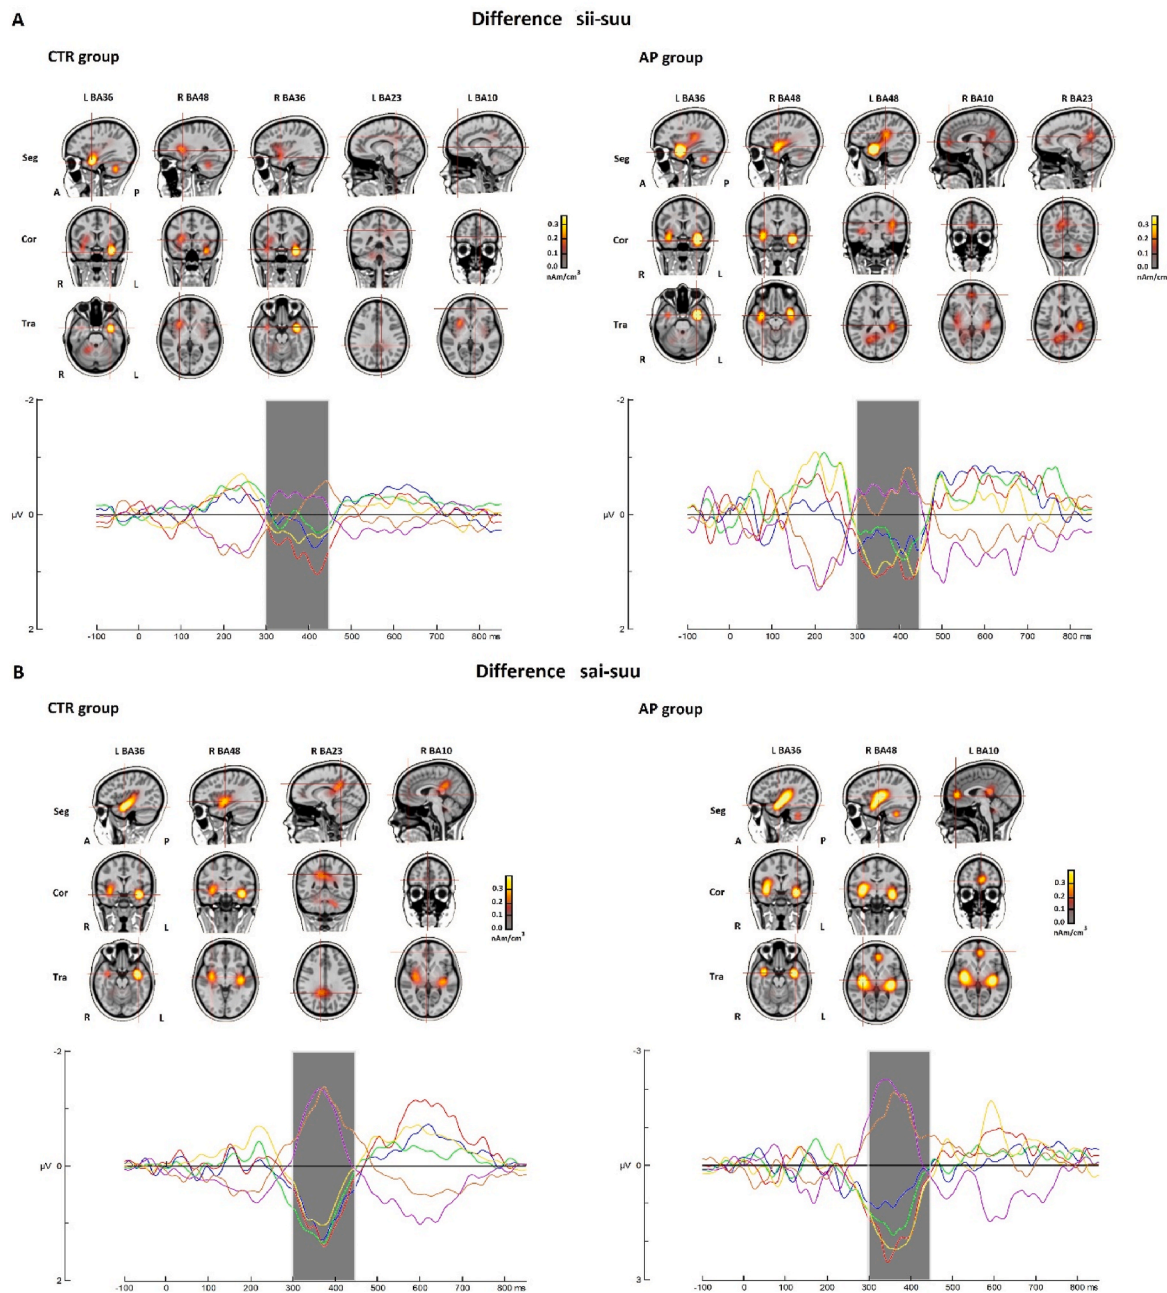 A
Difference sii-suu
CTR group
L BA36 R BA48 R BA36 L BA23 L BA10
Seg
A P
Cor
R L
0.3
0.2
0.1
0.0
nAm/cm³
Tra
R L
-2
µV 0
2
-100 0 100 200 300 400 500 600 700 800 ms
AP group
L BA36 R BA48 L BA48 R BA10 R BA23
Seg
A P
Cor
R L
0.3
0.2
0.1
0.0
nAm/cm
Tra
R L
-2
µV 0
2
-100 0 100 200 300 400 500 600 700 800 ms
B
Difference sai-suu
CTR group
L BA36 R BA48 R BA23 R BA10
Seg
A P
Cor
R L
0.3
0.2
0.1
0.0
nAm/cm³
Tra
R L
-2
µV 0
2
-100 0 100 200 300 400 500 600 700 800 ms
AP group
L BA36 R BA48 L BA10
Seg
A P
Cor
R L
0.3
0.2
0.1
0.0
nAm/cm³
Tra
R L
-3
µV 0
3
-100 0 100 200 300 400 500 600 700 800 ms